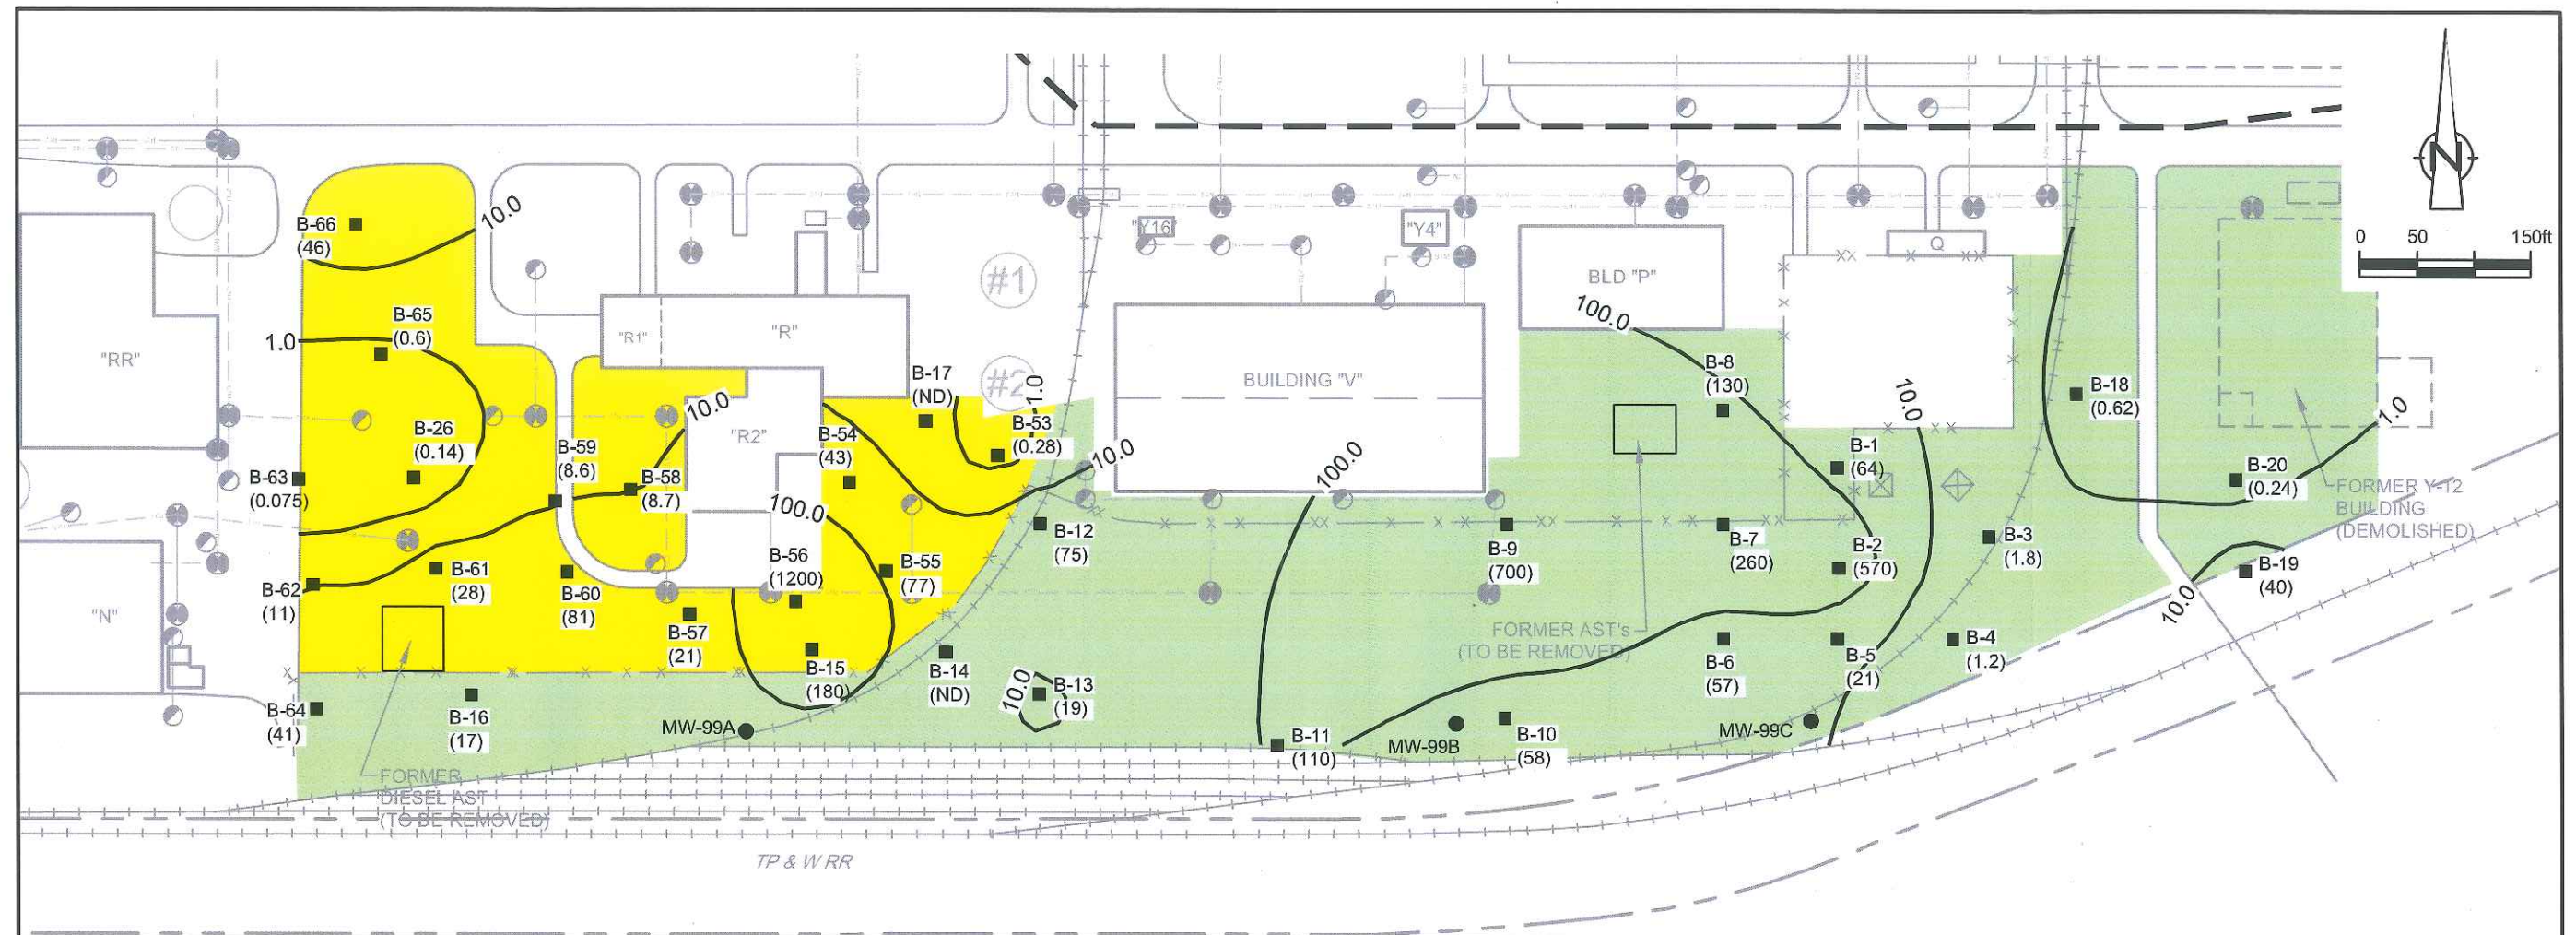 N
0 50 150ft
10.0
B-66
(46)
"Y16"
"Y4"
Q
#1
BLD "P"
100.0
B-65
(0.6)
1.0
"R1"
"R"
"RR"
#2
BUILDING "V"
B-17
(ND)
1.0
B-8
(130)
10.0
B-18
(0.62)
1.0
10.0
B-26
(0.14)
"R2"
B-54
(43)
B-53
(0.28)
10.0
B-59
(8.6)
B-58
(8.7)
B-63
(0.075)
100.0
100.0
B-1
(64)
B-20
(0.24)
FORMER Y-12
BUILDING
(DEMOLISHED)
B-12
(75)
B-9
(700)
B-7
(260)
B-2
(570)
B-3
(1.8)
B-56
(1200)
B-55
(77)
B-61
(28)
B-60
(81)
B-62
(11)
B-19
(40)
10.0
"N"
B-57
(21)
FORMER AST's
(TO BE REMOVED)
B-6
(57)
B-5
(21)
B-4
(1.2)
B-15
(180)
B-14
(ND)
10.0
B-13
(19)
B-64
(41)
B-16
(17)
MW-99A
B-11
(110)
MW-99B
B-10
(58)
MW-99C
FORMER
DIESEL AST
(TO BE REMOVED)
TP & W RR